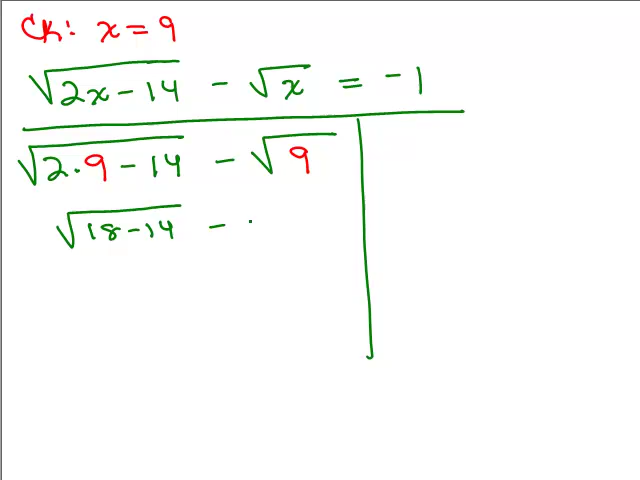 CK: x = 9
√(2x - 14) - √x = -1
√(2·9 - 14) - √9
√(18 - 14) -